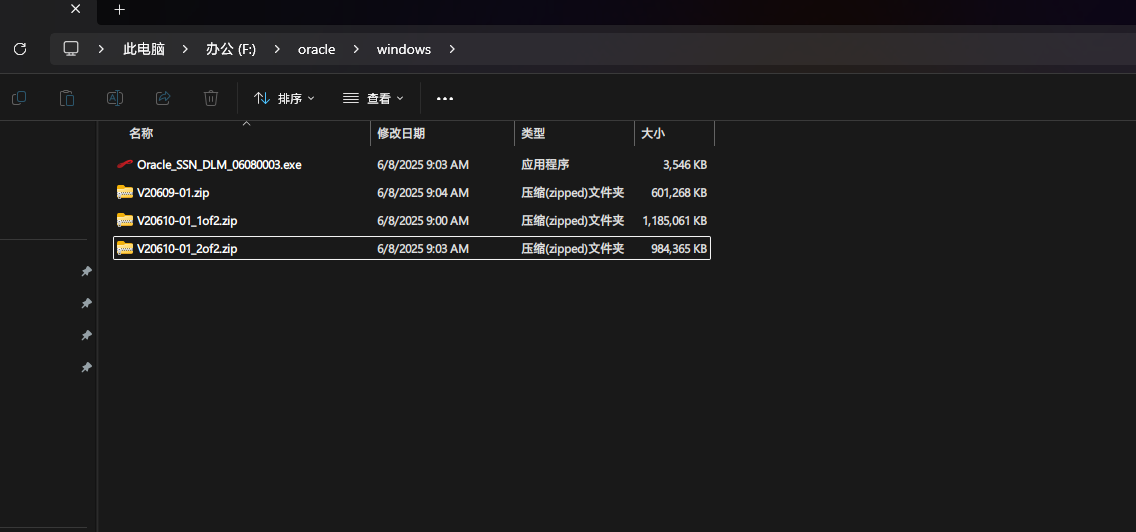 此电脑 > 办公 (F:) > oracle > windows >
排序 查看 •••
名称 修改日期 类型 大小
Oracle_SSN_DLM_06080003.exe 6/8/2025 9:03 AM 应用程序 3,546 KB
V20609-01.zip 6/8/2025 9:04 AM 压缩(zipped)文件夹 601,268 KB
V20610-01_1of2.zip 6/8/2025 9:00 AM 压缩(zipped)文件夹 1,185,061 KB
V20610-01_2of2.zip 6/8/2025 9:03 AM 压缩(zipped)文件夹 984,365 KB